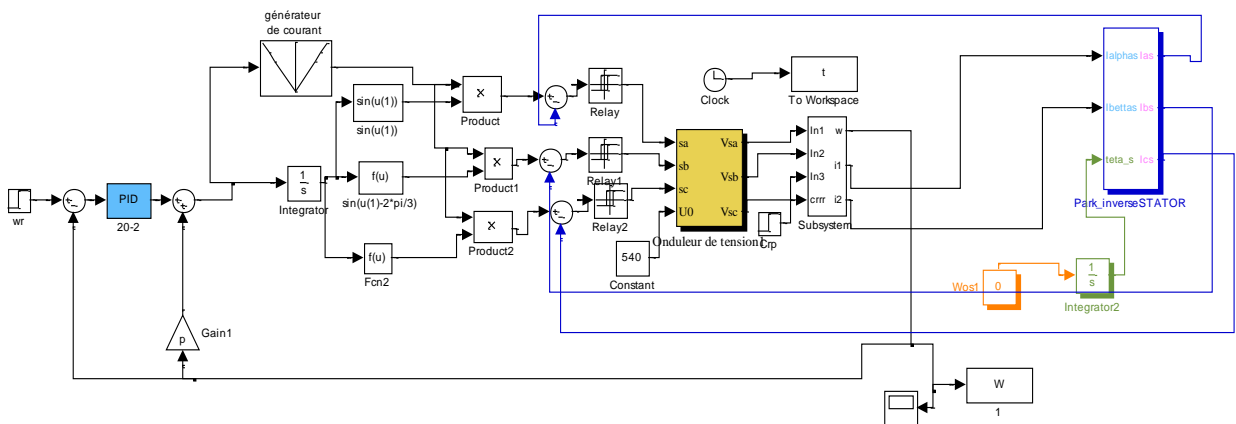 générateur
de courant
sin(u(1))
sin(u(1))
x
Product
+-
Relay
Clock
t
To Workspace
Ialphas
Ias
Ibettas
Ibs
teta_s
Ics
Park_inverseSTATOR
wr
PID
20-2
1
s
Integrator
f(u)
sin(u(1)-2*pi/3)
x
Product1
Relay1
f(u)
Fcn2
x
Product2
Relay2
540
Constant
sa
sb
sc
U0
Vsa
Vsb
Vsc
Onduleur de tension1
Crp
In1
In2
In3
crrr
w
i1
i2
Subsystem
Wos1
0
1
s
Integrator2
p
Gain1
W
1